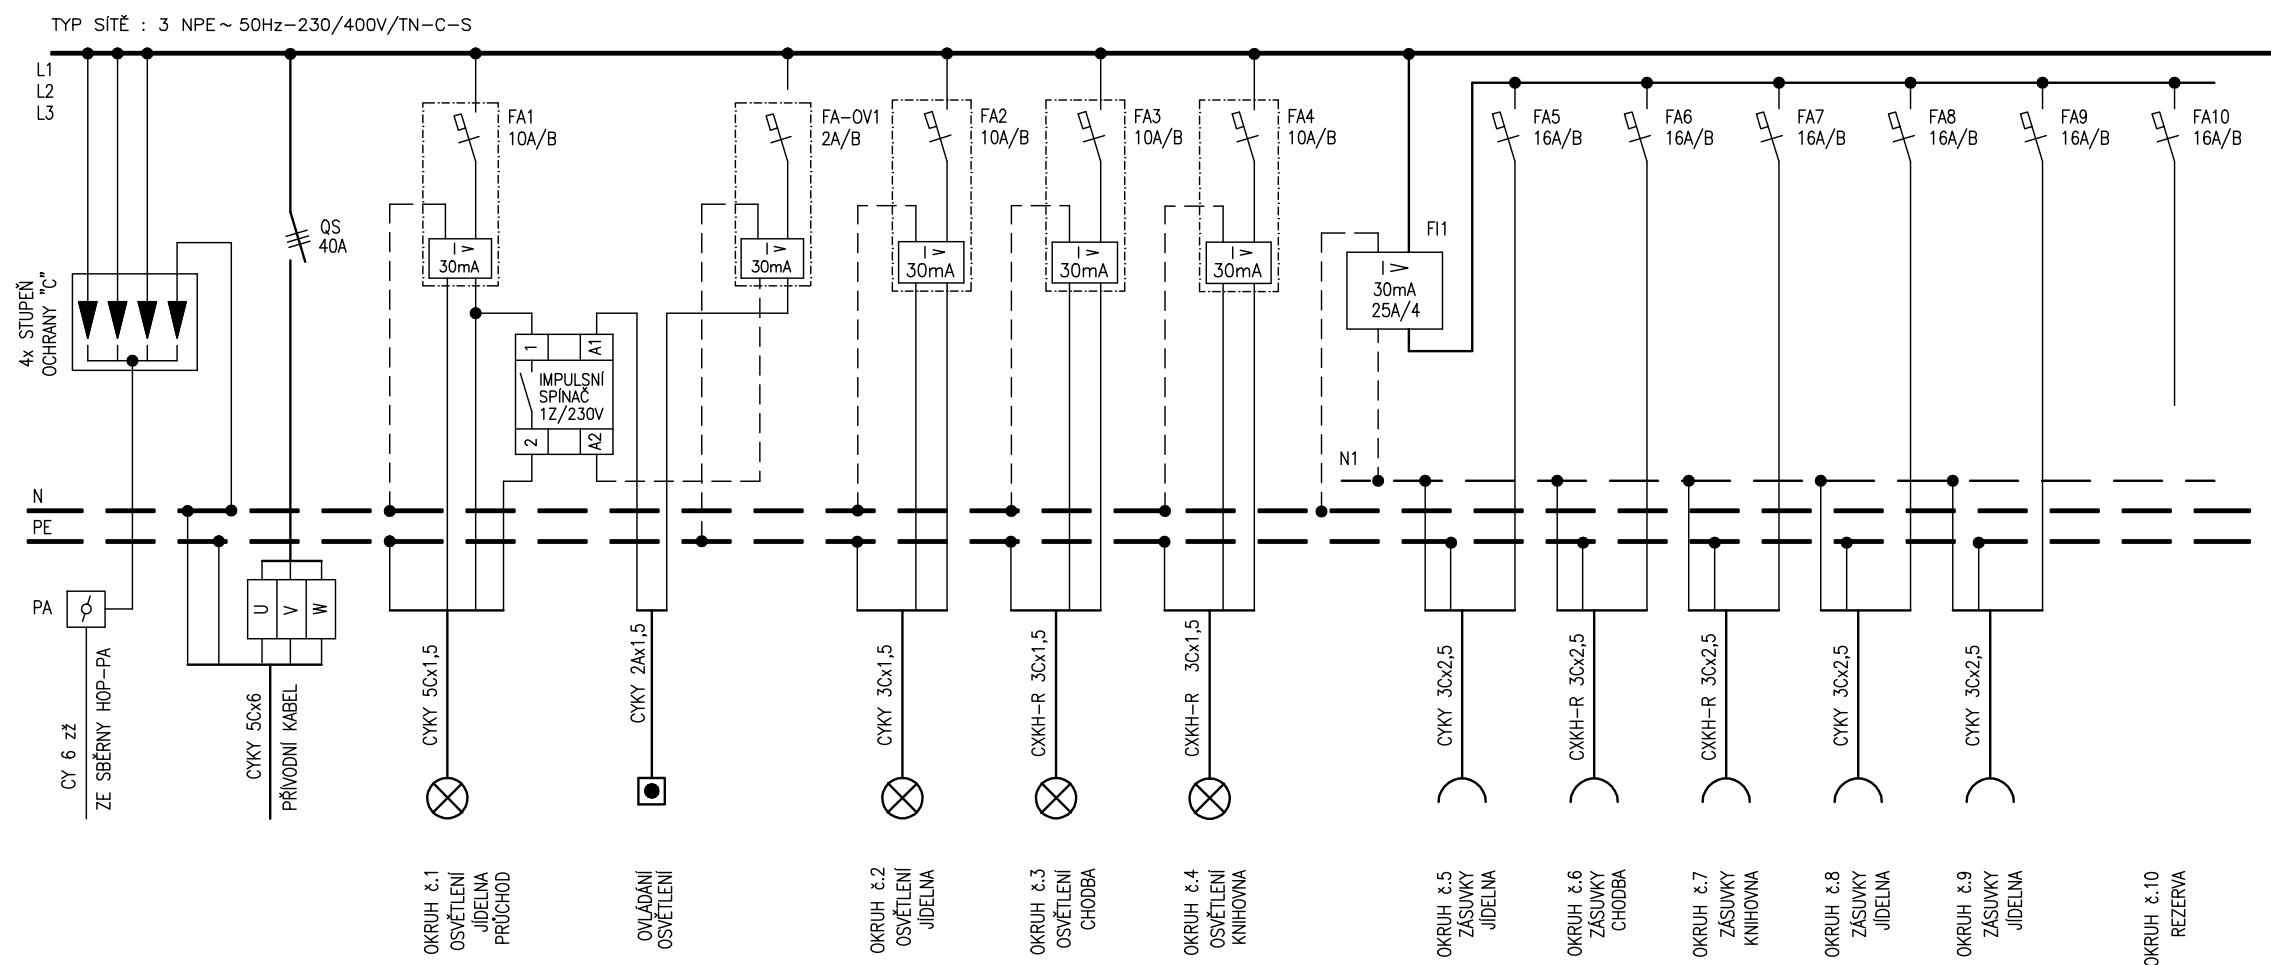 TYP SÍTĚ : 3 NPE~ 50Hz-230/400V/TN-C-S
L1
L2
L3
4x STUPEŇ
OCHRANY "C"
QS
40A
FA1
10A/B
30mA
FA-OV1
2A/B
30mA
FA2
10A/B
30mA
FA3
10A/B
30mA
FA4
10A/B
30mA
FI1
30mA
25A/4
FA5
16A/B
FA6
16A/B
FA7
16A/B
FA8
16A/B
FA9
16A/B
FA10
16A/B
1
A1
IMPULSNÍ
SPÍNAČ
1Z/230V
2
A2
N1
N
PE
PA
U
V
W
CY 6 zž
ZE SBĚRNY HOP-PA
CYKY 5Cx6
PŘÍVODNÍ KABEL
CYKY 5Cx1,5
CYKY 2Ax1,5
CYKY 3Cx1,5
CXKH-R 3Cx1,5
CXKH-R 3Cx1,5
CYKY 3Cx2,5
CXKH-R 3Cx2,5
CXKH-R 3Cx2,5
CYKY 3Cx2,5
CYKY 3Cx2,5
OKRUH č.1
OSVĚTLENÍ
JÍDELNA
PRŮCHOD
OVLÁDÁNÍ
OSVĚTLENÍ
OKRUH č.2
OSVĚTLENÍ
JÍDELNA
OKRUH č.3
OSVĚTLENÍ
CHODBA
OKRUH č.4
OSVĚTLENÍ
KNIHOVNA
OKRUH č.5
ZÁSUVKY
JÍDELNA
OKRUH č.6
ZÁSUVKY
CHODBA
OKRUH č.7
ZÁSUVKY
KNIHOVNA
OKRUH č.8
ZÁSUVKY
JÍDELNA
OKRUH č.9
ZÁSUVKY
JÍDELNA
OKRUH č.10
REZERVA